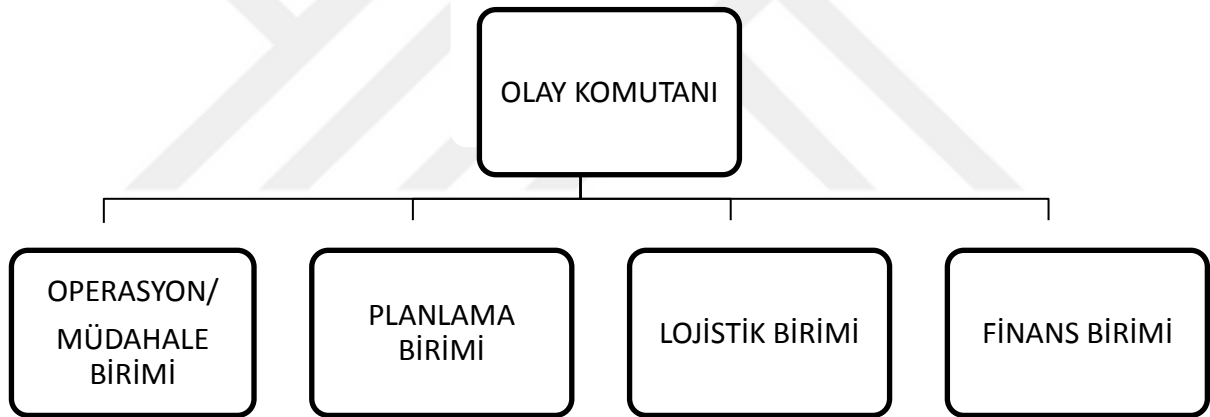 OLAY KOMUTANI
OPERASYON/
MÜDAHALE
BİRİMİ
PLANLAMA
BİRİMİ
LOJİSTİK BİRİMİ
FİNANS BİRİMİ